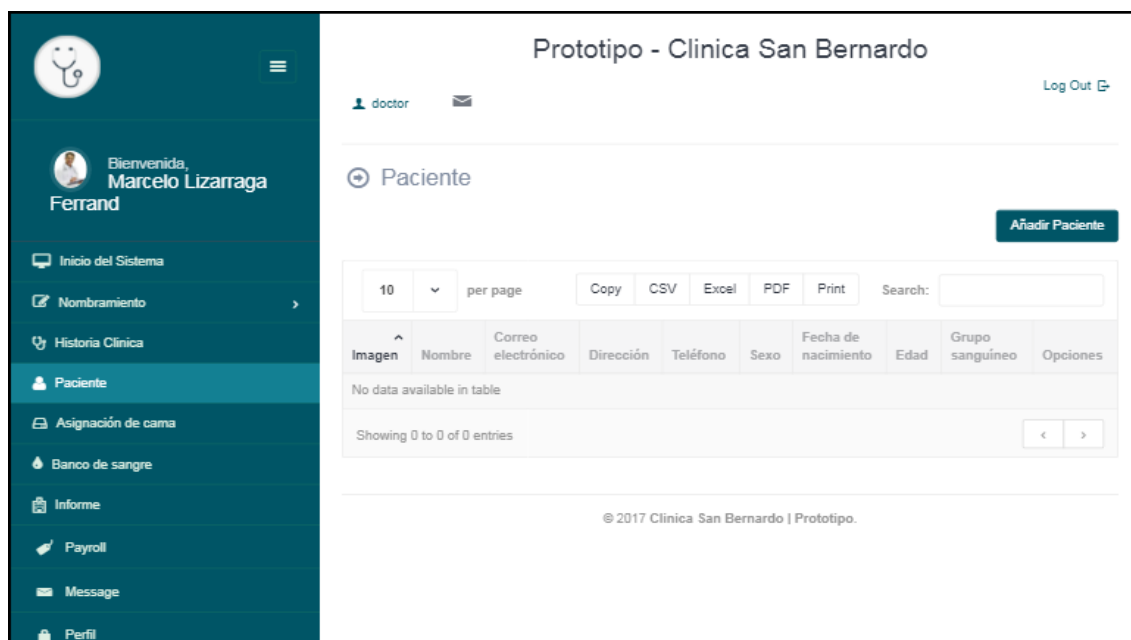 Prototipo - Clinica San Bernardo
doctor
Log Out
Bienvenida,
Marcelo Lizarraga
Ferrand
Inicio del Sistema
Nombramiento
Historia Clinica
Paciente
Asignación de cama
Banco de sangre
Informe
Payroll
Message
Perfil
Paciente
Añadir Paciente
10 per page Copy CSV Excel PDF Print Search:
Imagen Nombre Correo electrónico Dirección Teléfono Sexo Fecha de nacimiento Edad Grupo sanguíneo Opciones
No data available in table
Showing 0 to 0 of 0 entries
© 2017 Clinica San Bernardo | Prototipo.